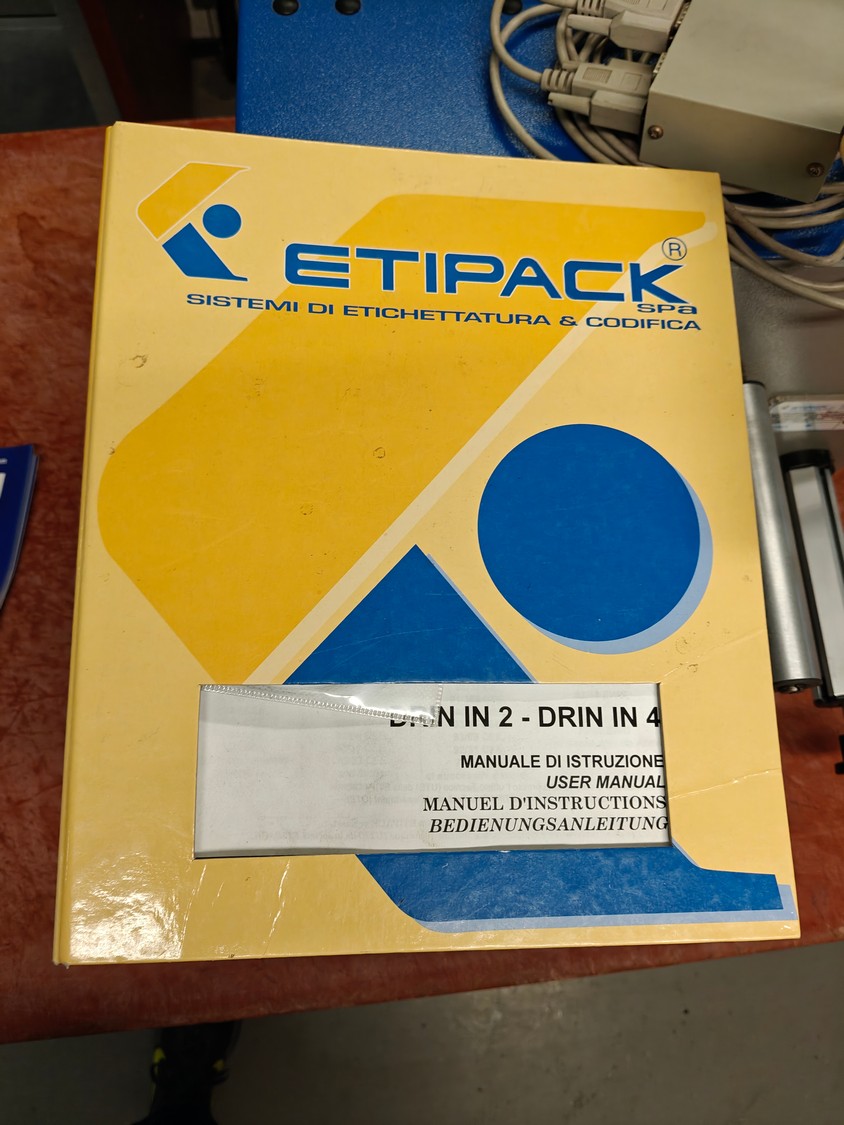 ETIPACK®
spa
SISTEMI DI ETICHETTATURA & CODIFICA
DRIN IN 2 - DRIN IN 4
MANUALE DI ISTRUZIONE
USER MANUAL
MANUEL D'INSTRUCTIONS
BEDIENUNGSANLEITUNG